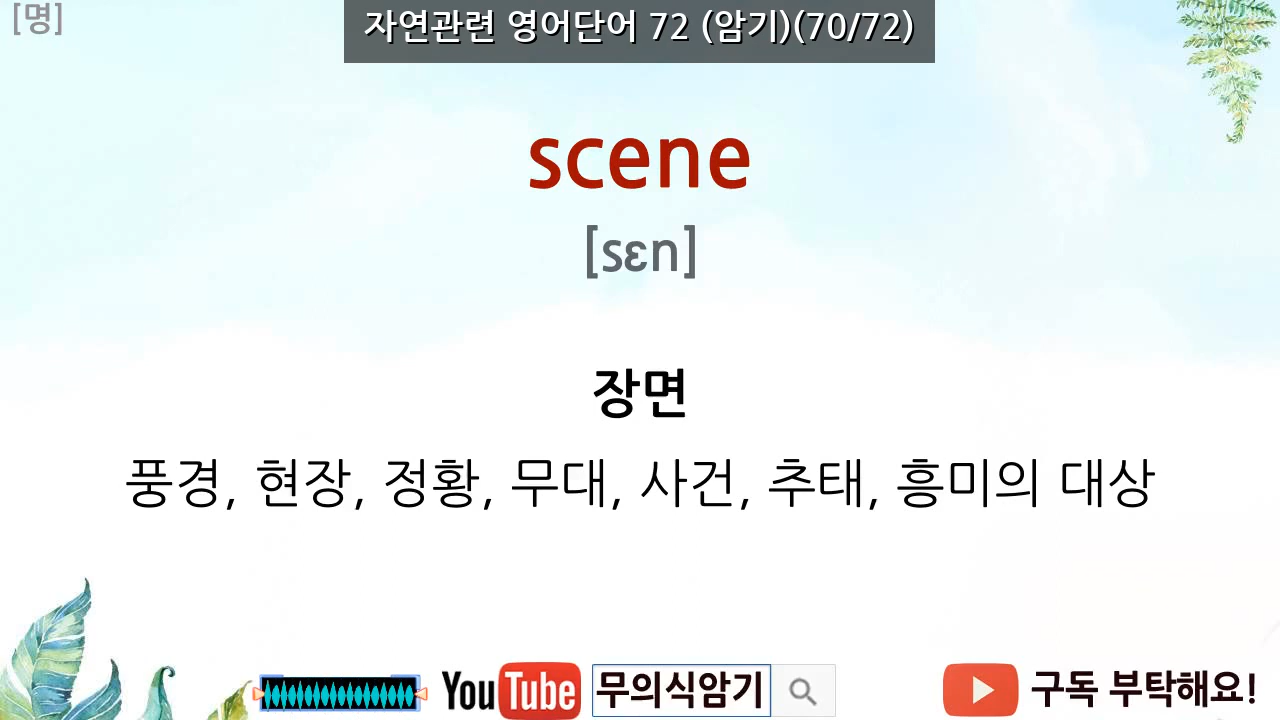 [명]
자연관련 영어단어 72 (암기)(70/72)
scene
[sɛn]
장면
풍경, 현장, 정황, 무대, 사건, 추태, 흥미의 대상
YouTube 무의식암기 구독 부탁해요!